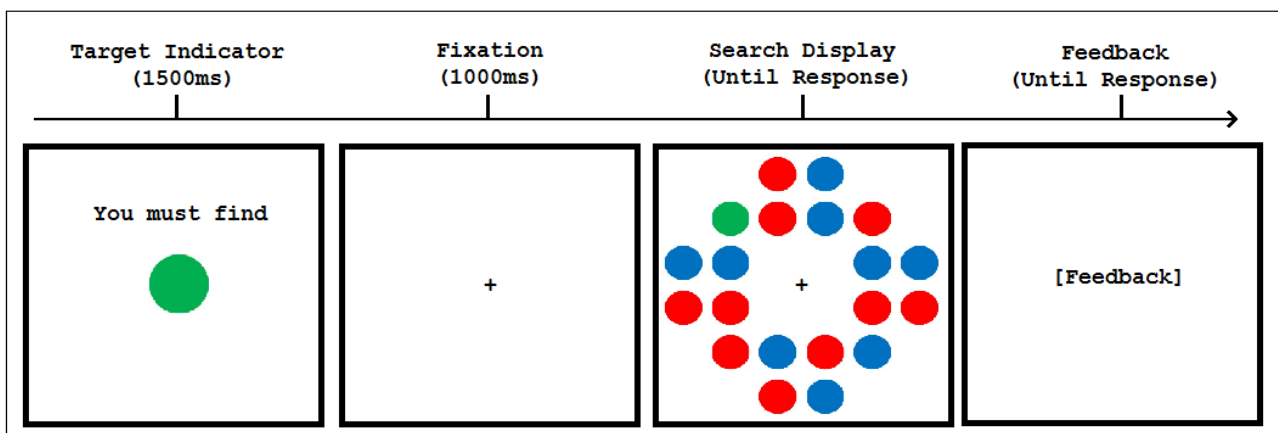 Target Indicator
(1500ms)
Fixation
(1000ms)
Search Display
(Until Response)
Feedback
(Until Response)
You must find
+
+
[Feedback]